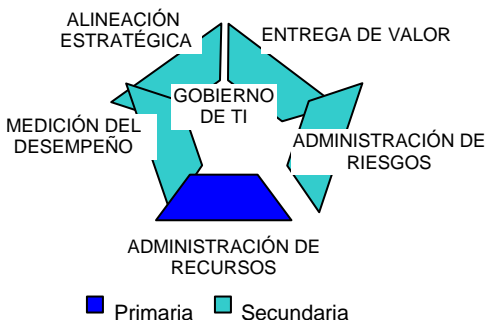 ALINEACIÓN
ESTRATÉGICA
ENTREGA DE VALOR
GOBIERNO
DE TI
MEDICIÓN DEL
DESEMPEÑO
ADMINISTRACIÓN DE
RIESGOS
ADMINISTRACIÓN DE
RECURSOS
Primaria Secundaria